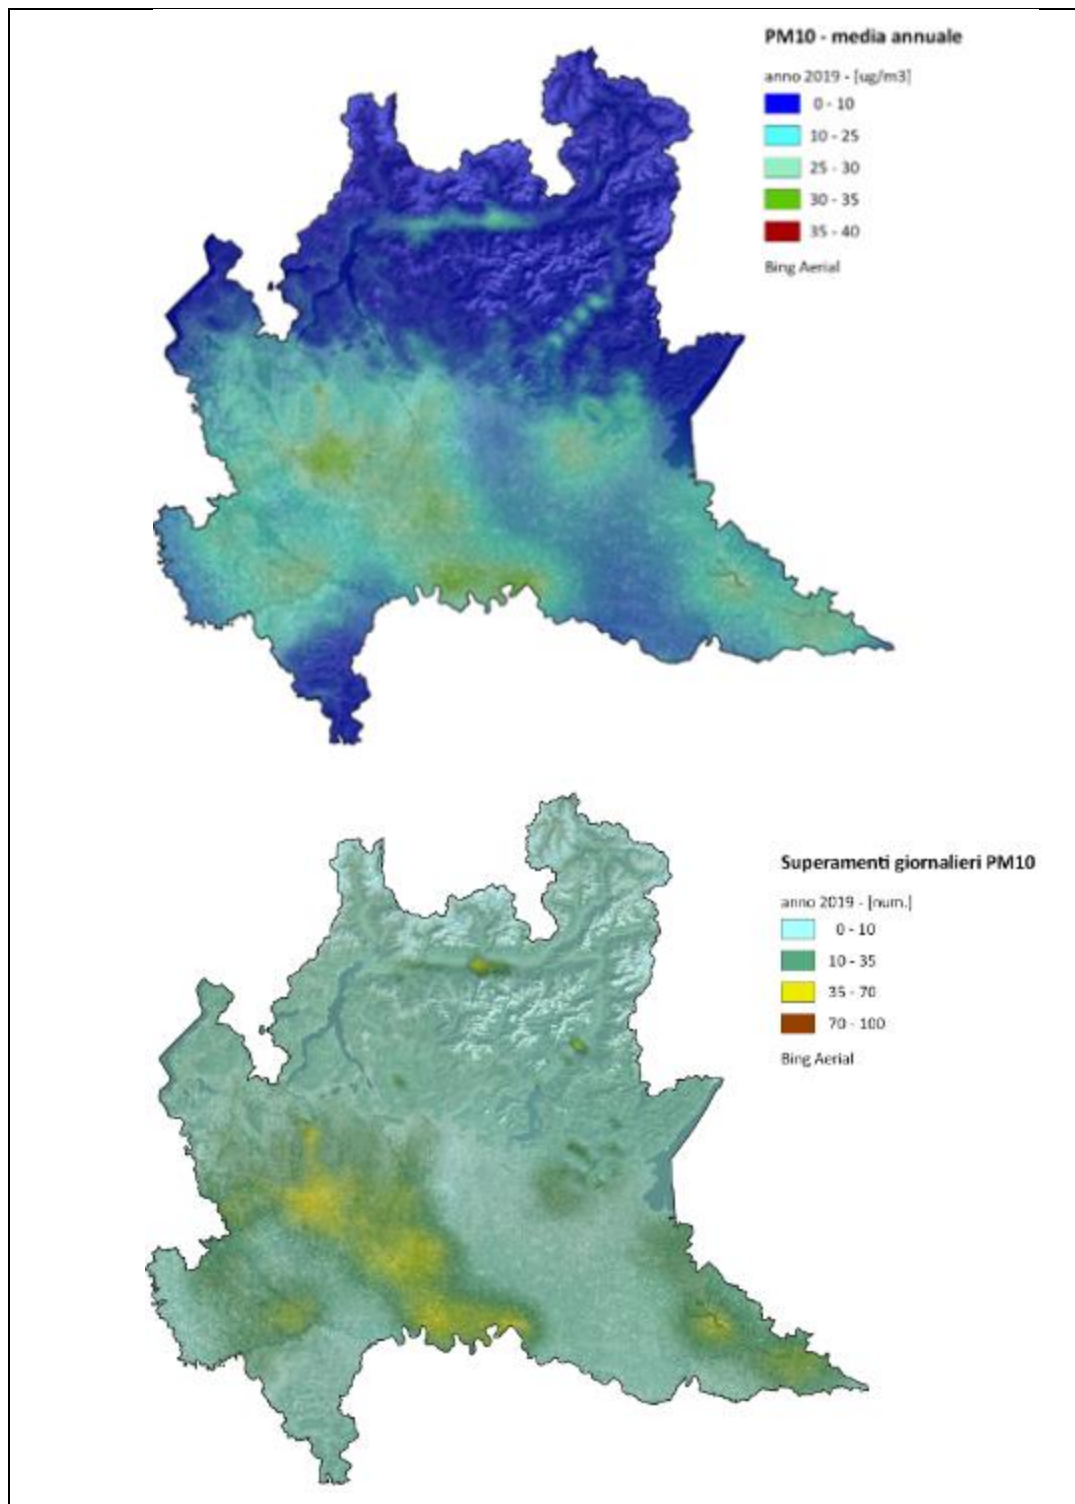 PM10 - media annuale
anno 2019 - [ug/m3]
0 - 10
10 - 25
25 - 30
30 - 35
35 - 40
Bing Aerial
Superamenti giornalieri PM10
anno 2019 - [num.]
0 - 10
10 - 35
35 - 70
70 - 100
Bing Aerial